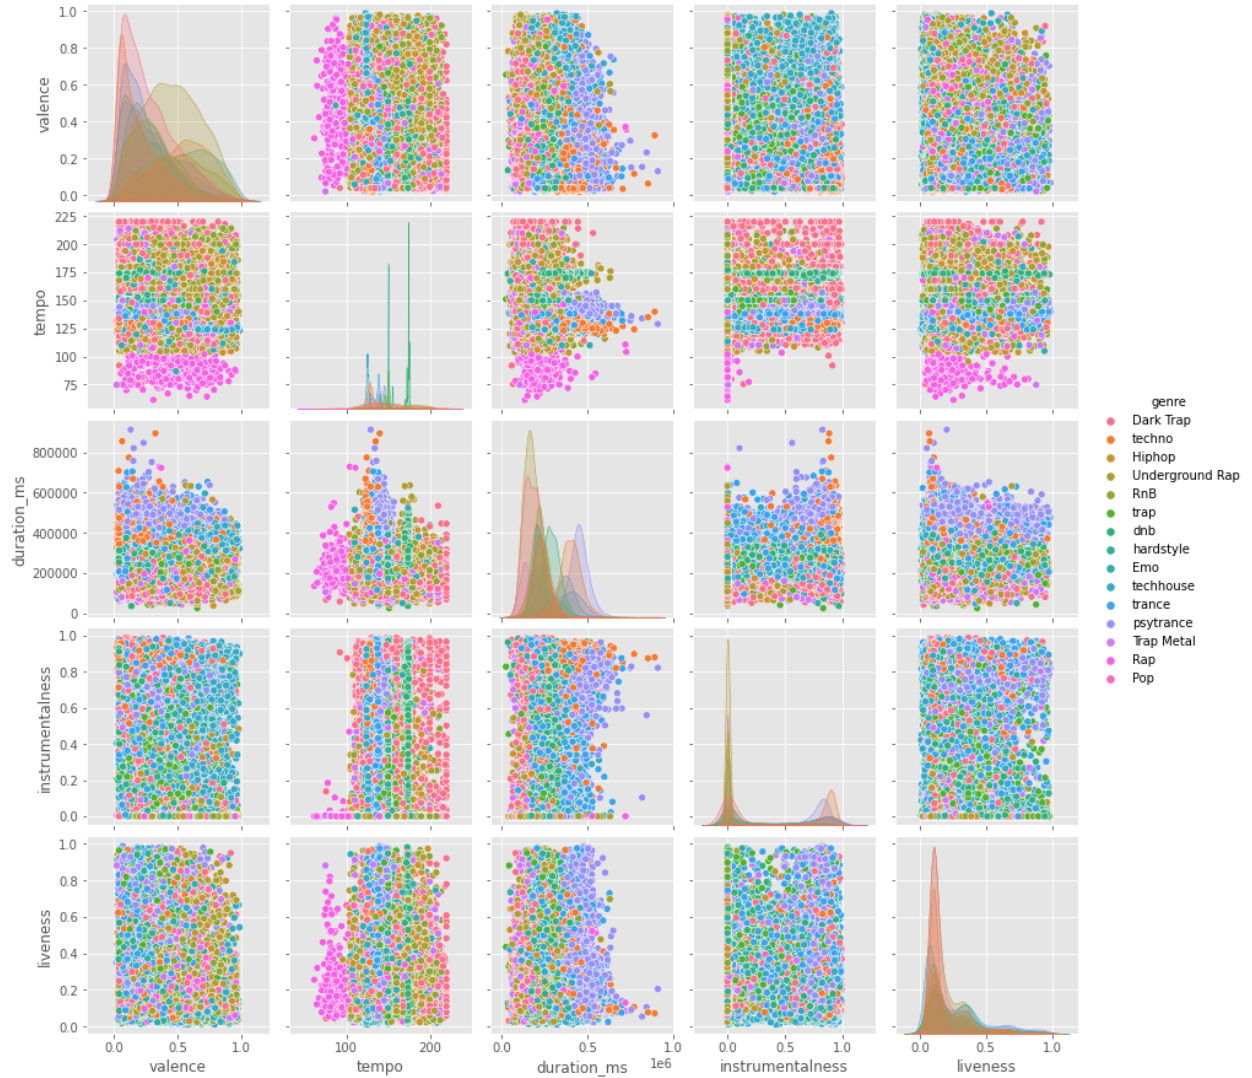 1.0
0.8
0.6
0.4
0.2
0.0
valence
225
200
175
150
125
100
75
tempo
800000
600000
400000
200000
0
duration_ms
1.0
0.8
0.6
0.4
0.2
0.0
instrumentalness
1.0
0.8
0.6
0.4
0.2
0.0
liveness
0.0 0.5 1.0
valence
100 200
tempo
0.0 0.5 1.0
1e6
duration_ms
0.0 0.5 1.0
instrumentalness
0.0 0.5 1.0
liveness
genre
Dark Trap
techno
Hiphop
Underground Rap
RnB
trap
dnb
hardstyle
Emo
techhouse
trance
psytrance
Trap Metal
Rap
Pop